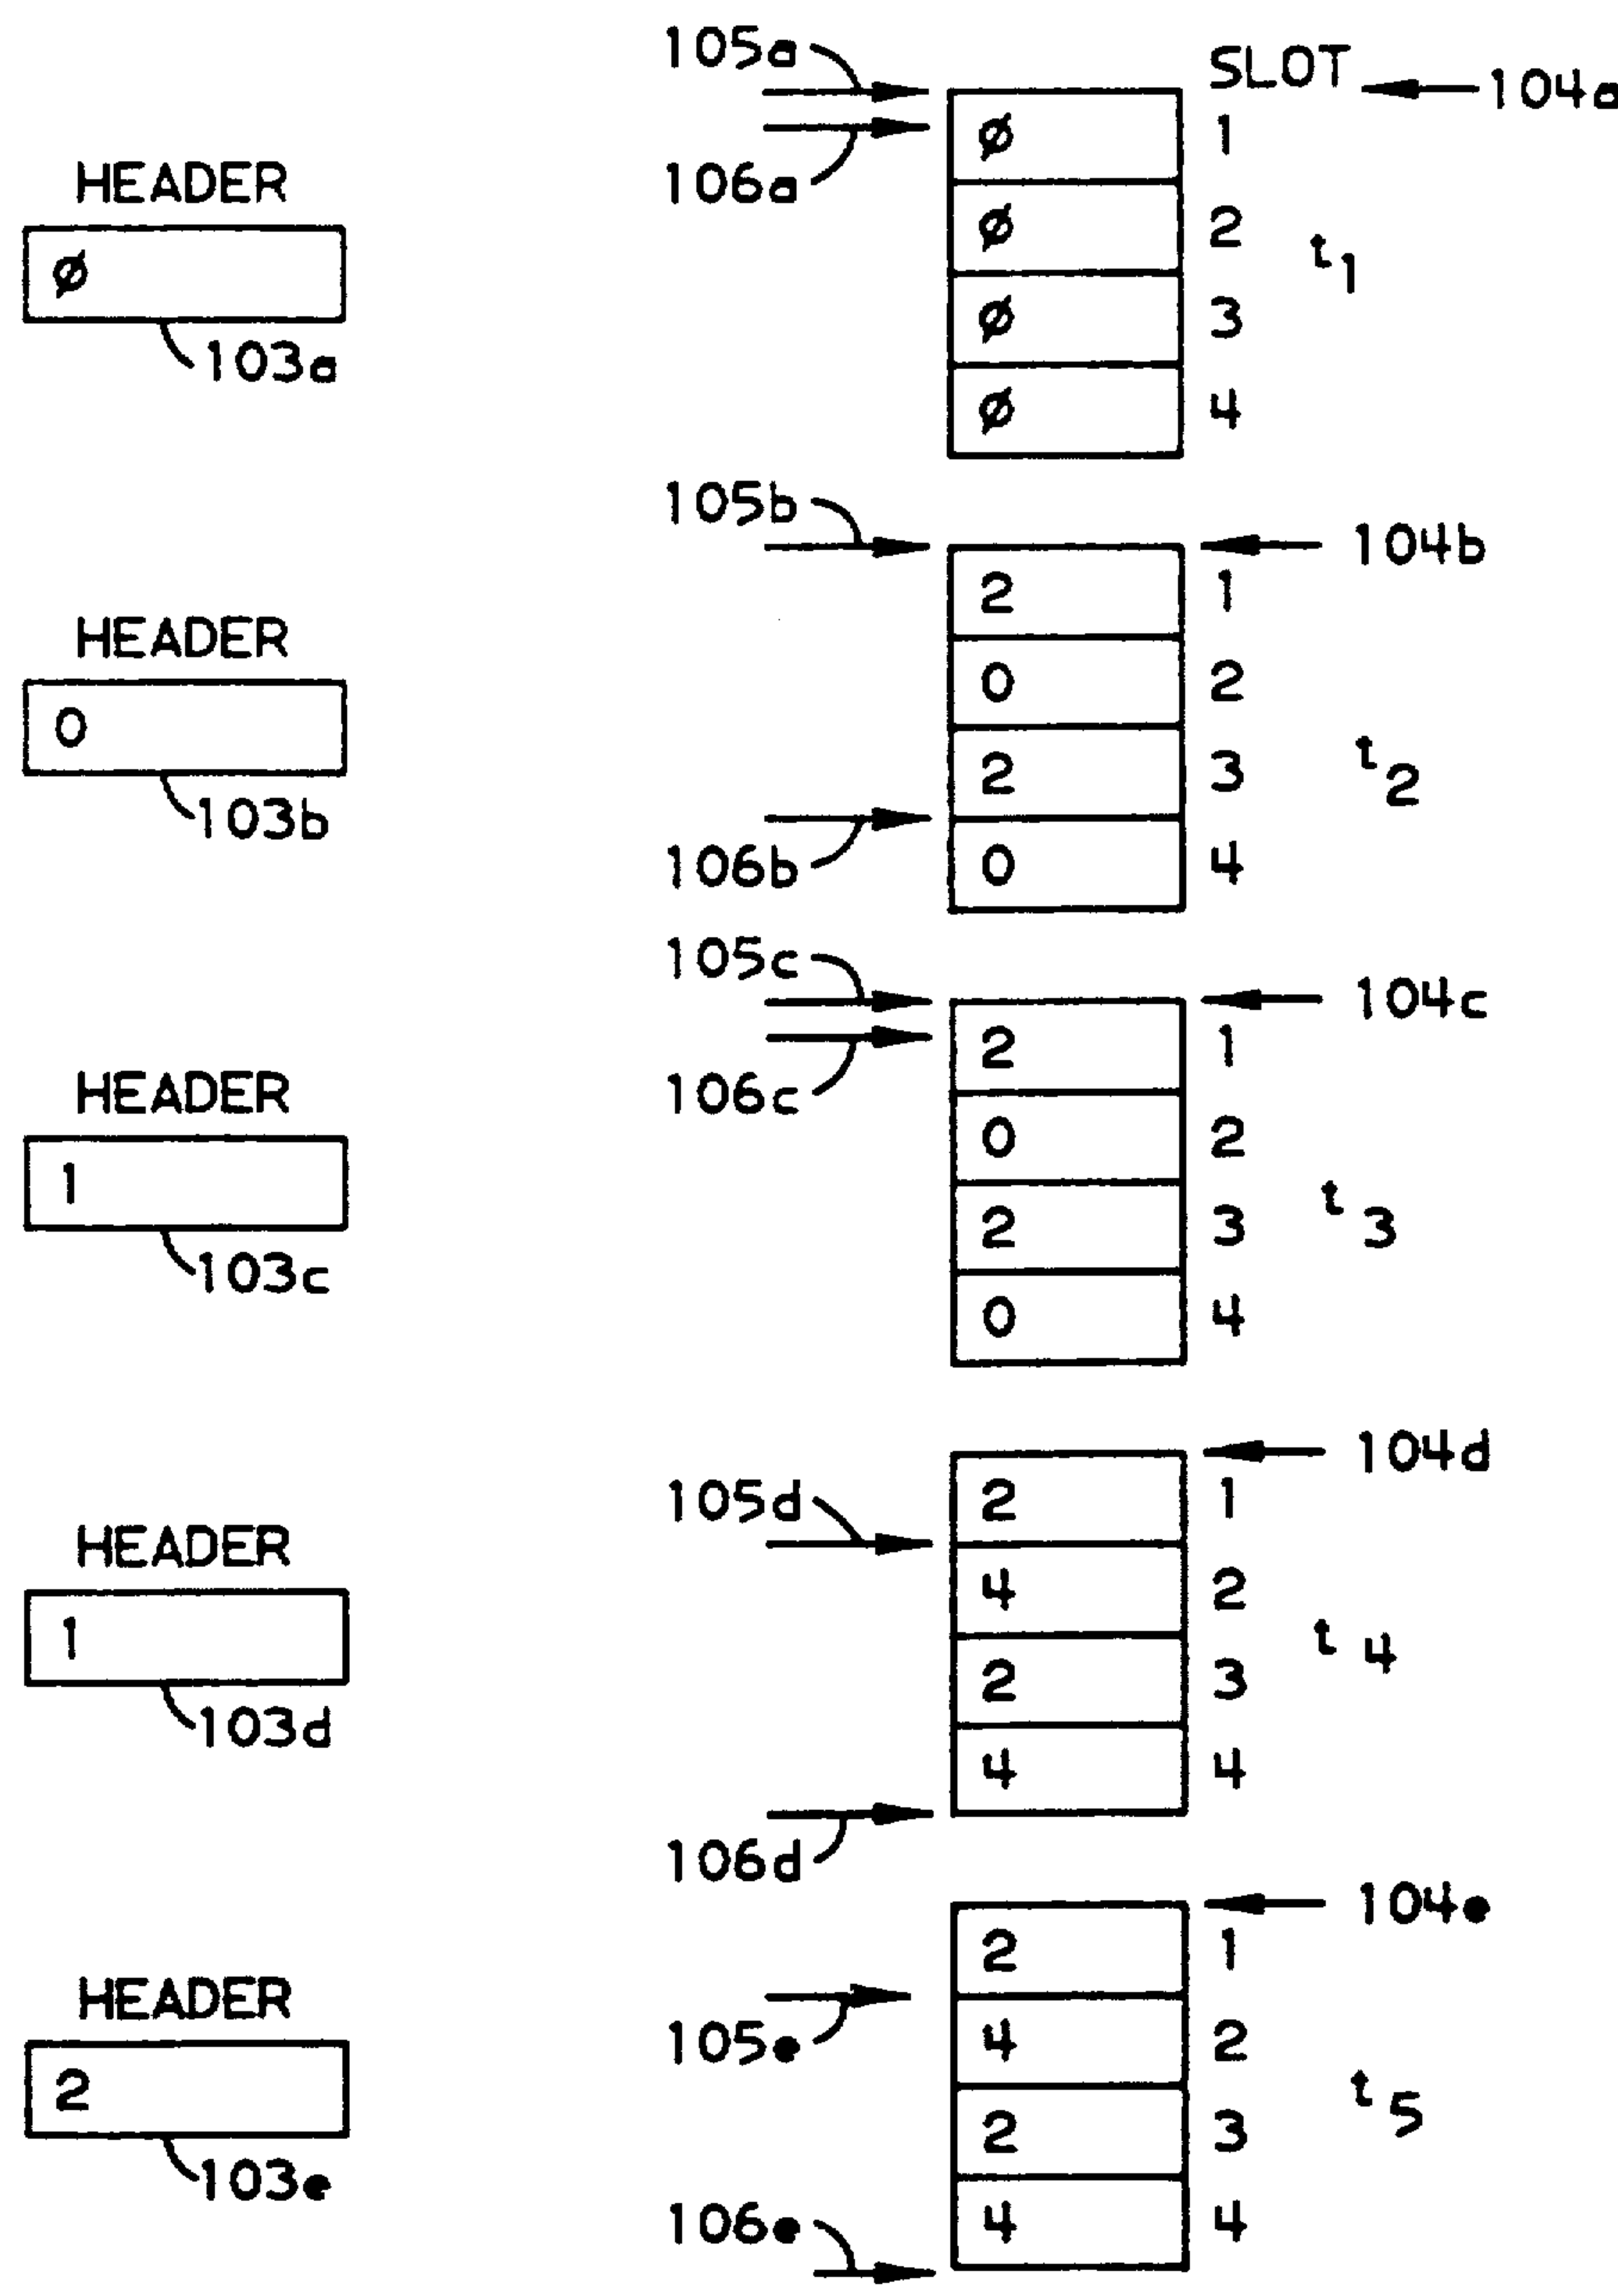 105a
SLOT
104a
106a
HEADER
ø
103a
ø 1
ø 2
ø 3
ø 4
t1
105b
104b
HEADER
0
103b
2 1
0 2
2 3
0 4
t2
106b
105c
104c
106c
HEADER
1
103c
2 1
0 2
2 3
0 4
t3
104d
105d
HEADER
1
103d
2 1
4 2
2 3
4 4
t4
106d
104e
HEADER
2
103e
105e
2 1
4 2
2 3
4 4
t5
106e